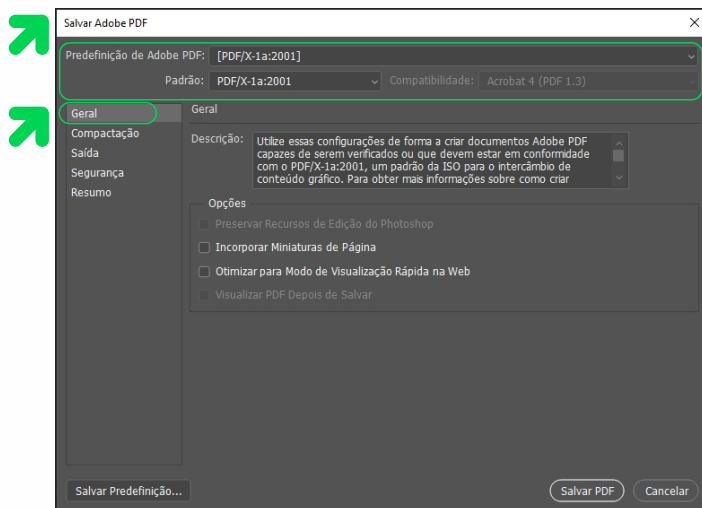 Salvar Adobe PDF
Predefinição de Adobe PDF: [PDF/X-1a:2001]
Padrão: PDF/X-1a:2001 Compatibilidade: Acrobat 4 (PDF 1.3)
Geral
Compactação
Saída
Segurança
Resumo
Geral
Descrição: Utilize essas configurações de forma a criar documentos Adobe PDF
capazes de serem verificados ou que devem estar em conformidade
com o PDF/X-1a:2001, um padrão da ISO para o intercâmbio de
conteúdo gráfico. Para obter mais informações sobre como criar
Opções
Preservar Recursos de Edição do Photoshop
Incorporar Miniaturas de Página
Otimizar para Modo de Visualização Rápida na Web
Visualizar PDF Depois de Salvar
Salvar Predefinição... Salvar PDF Cancelar